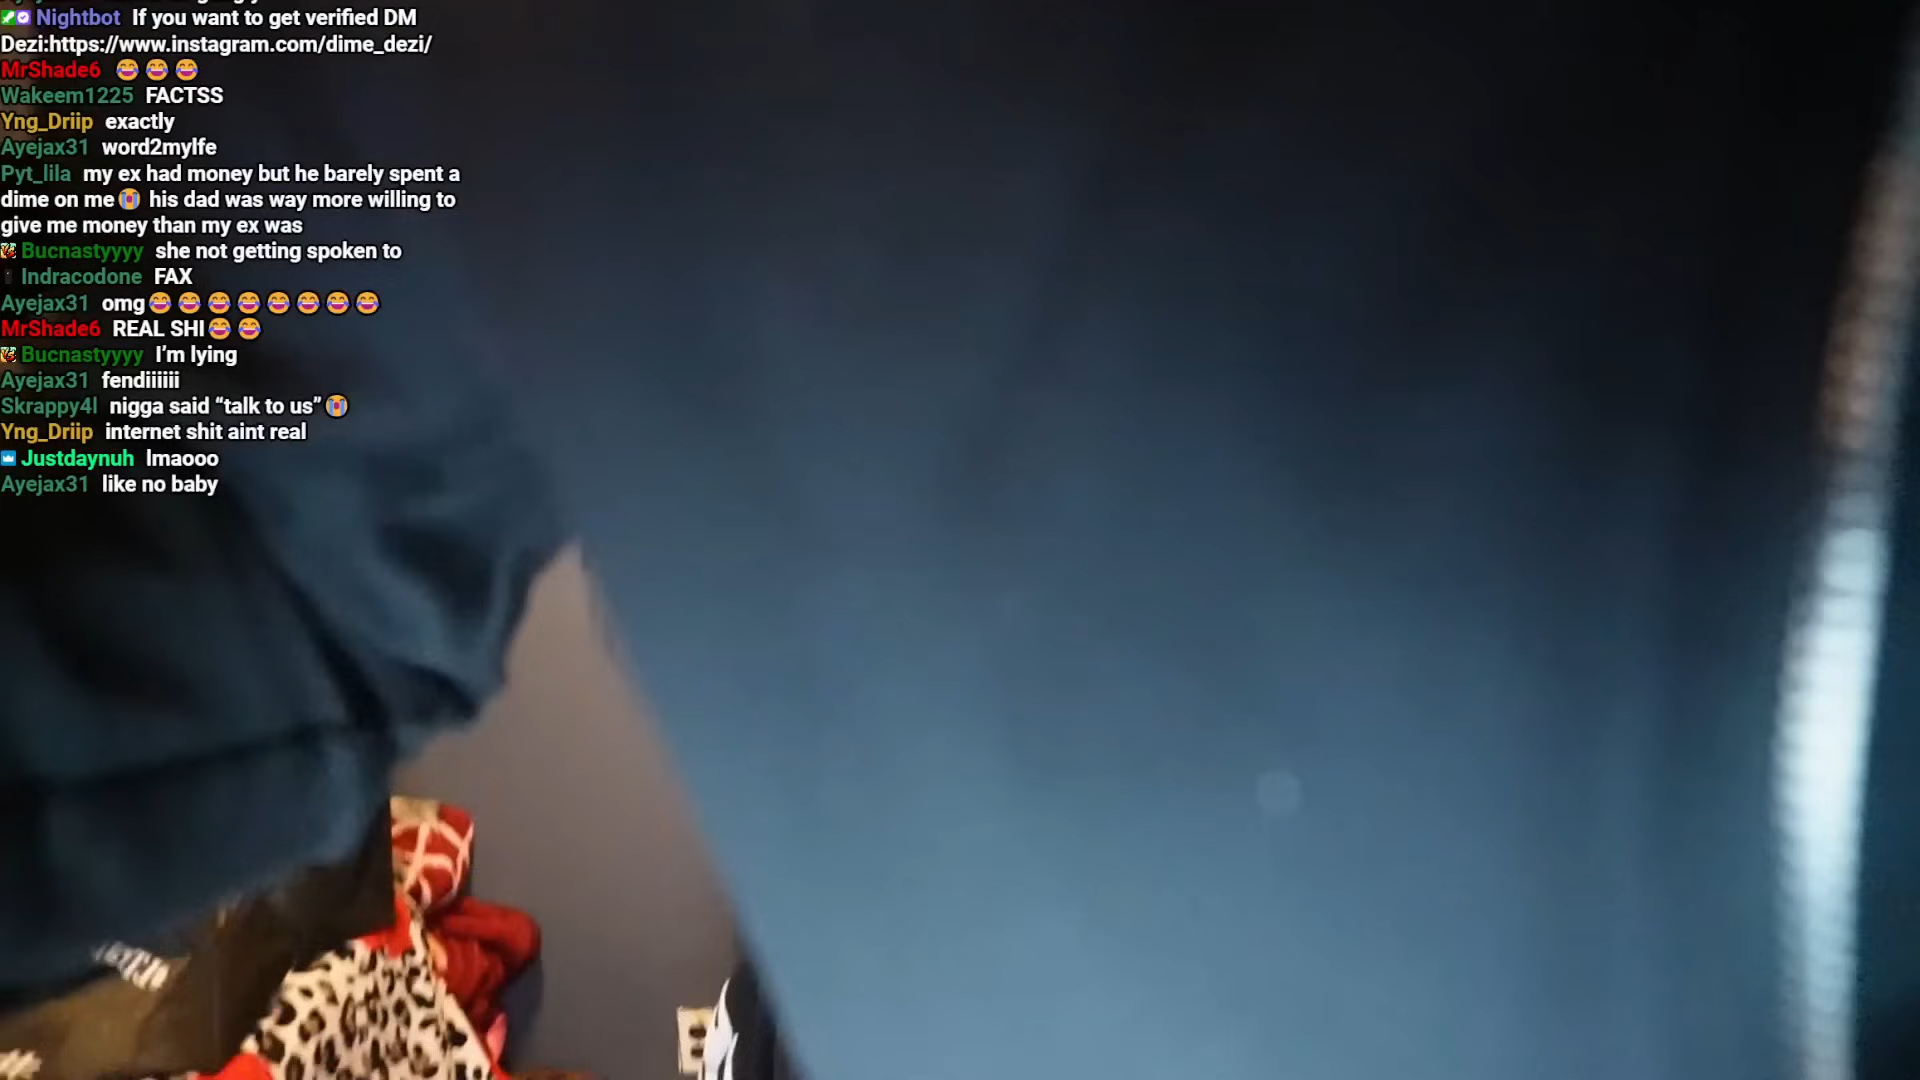 Nightbot If you want to get verified DM
Dezi:https://www.instagram.com/dime_dezi/
MrShade6 😂 😂 😂
Wakeem1225 FACTSS
Yng_Driip exactly
Ayejax31 word2mylfe
Pyt_lila my ex had money but he barely spent a
dime on me😭 his dad was way more willing to
give me money than my ex was
Bucnastyyyy she not getting spoken to
Indracodone FAX
Ayejax31 omg😂 😂 😂 😂 😂 😂 😂 😂
MrShade6 REAL SHI😂 😂
Bucnastyyyy I’m lying
Ayejax31 fendiiiiii
Skrappy4l nigga said “talk to us”😭
Yng_Driip internet shit aint real
Justdaynuh lmaooo
Ayejax31 like no baby